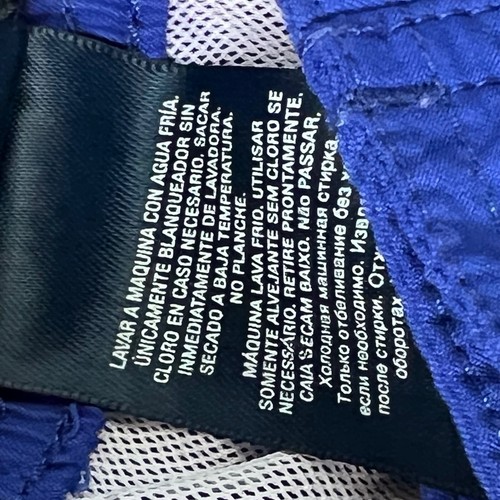 LAVAR A MAQUINA CON AGUA FRÍA.
ÚNICAMENTE BLANQUEADOR SIN
CLORO EN CASO NECESARIO. SACAR
INMEDIATAMENTE DE LAVADORA.
SECADO A BAJA TEMPERATURA.
NO PLANCHE.
MÁQUINA LAVA FRIO. UTILISAR
SOMENTE ALVEJANTE SEM CLORO SE
NECESSÁRIO. RETIRE PRONTAMENTE.
CAIA SECAM BAIXO. NÃO PASSAR.
Холодная машинная стирка
Только отбеливание без
если необходимо.
после стирки.
оборотах